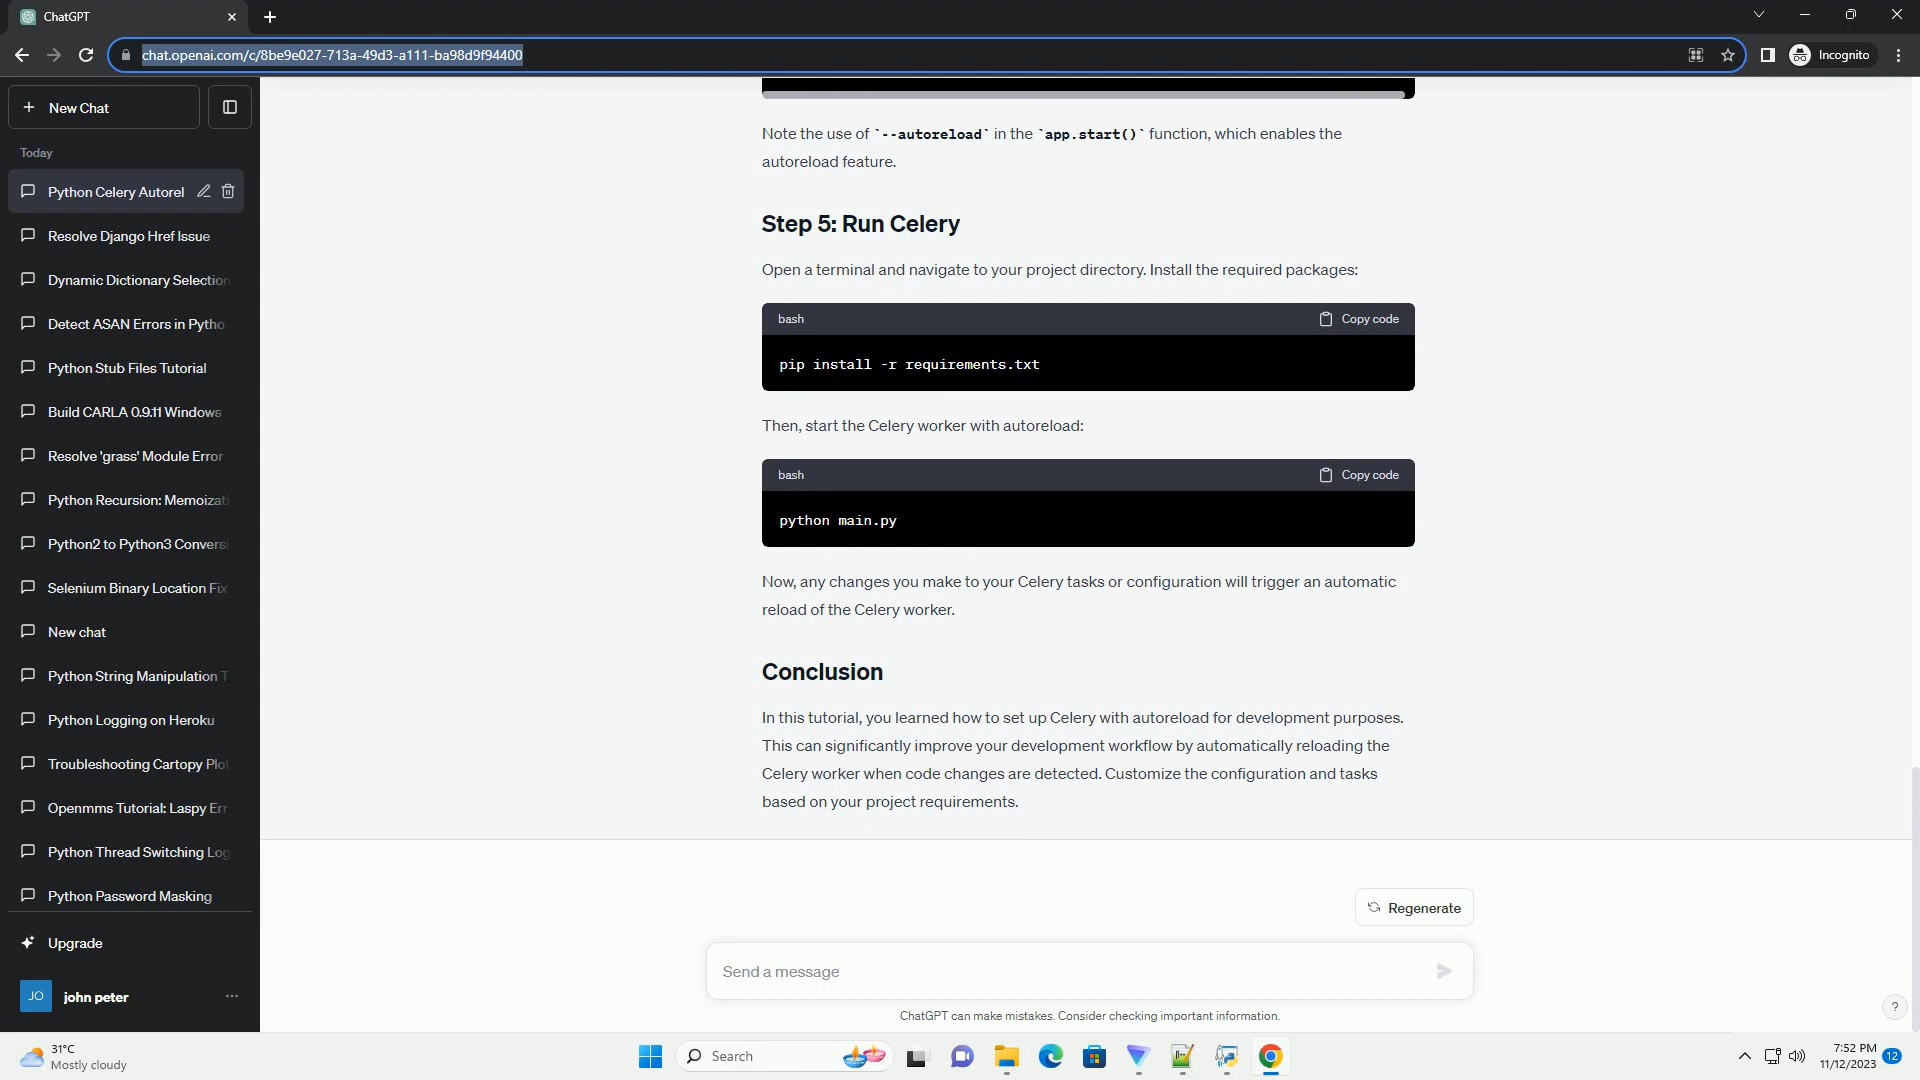 ChatGPT
chat.openai.com/c/8be9e027-713a-49d3-a111-ba98d9f94400
Incognito
New Chat
Today
Python Celery Autorel
Resolve Django Href Issue
Dynamic Dictionary Selection
Detect ASAN Errors in Pytho
Python Stub Files Tutorial
Build CARLA 0.9.11 Windows
Resolve 'grass' Module Error
Python Recursion: Memoizati
Python2 to Python3 Conversi
Selenium Binary Location Fix
New chat
Python String Manipulation T
Python Logging on Heroku
Troubleshooting Cartopy Plot
Openmms Tutorial: Laspy Err
Python Thread Switching Log
Python Password Masking
Upgrade
JO john peter
Note the use of `--autoreload` in the `app.start()` function, which enables the
autoreload feature.
Step 5: Run Celery
Open a terminal and navigate to your project directory. Install the required packages:
bash Copy code
pip install -r requirements.txt
Then, start the Celery worker with autoreload:
bash Copy code
python main.py
Now, any changes you make to your Celery tasks or configuration will trigger an automatic
reload of the Celery worker.
Conclusion
In this tutorial, you learned how to set up Celery with autoreload for development purposes.
This can significantly improve your development workflow by automatically reloading the
Celery worker when code changes are detected. Customize the configuration and tasks
based on your project requirements.
Regenerate
Send a message
ChatGPT can make mistakes. Consider checking important information.
?
31°C
Mostly cloudy
Search
7:52 PM
11/12/2023
12